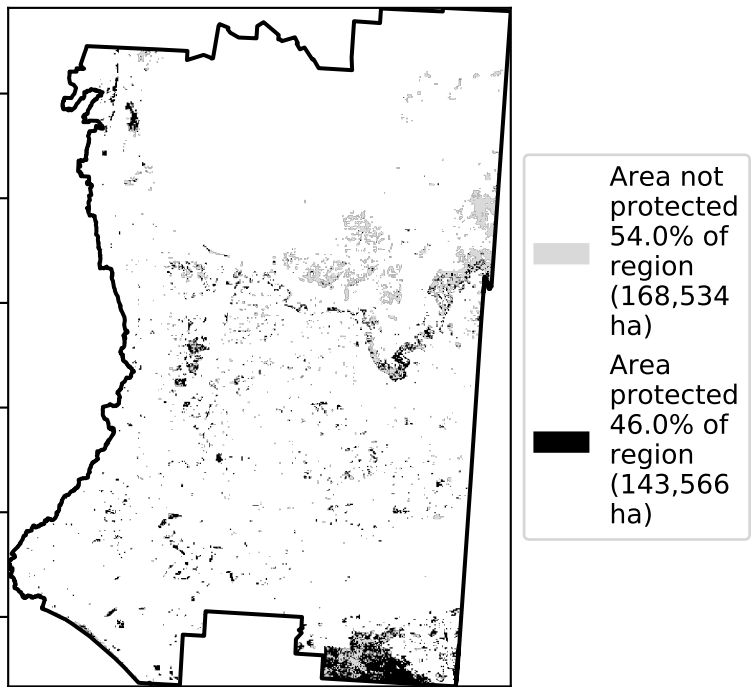 Area not
protected
54.0% of
region
(168,534
ha)
Area
protected
46.0% of
region
(143,566
ha)